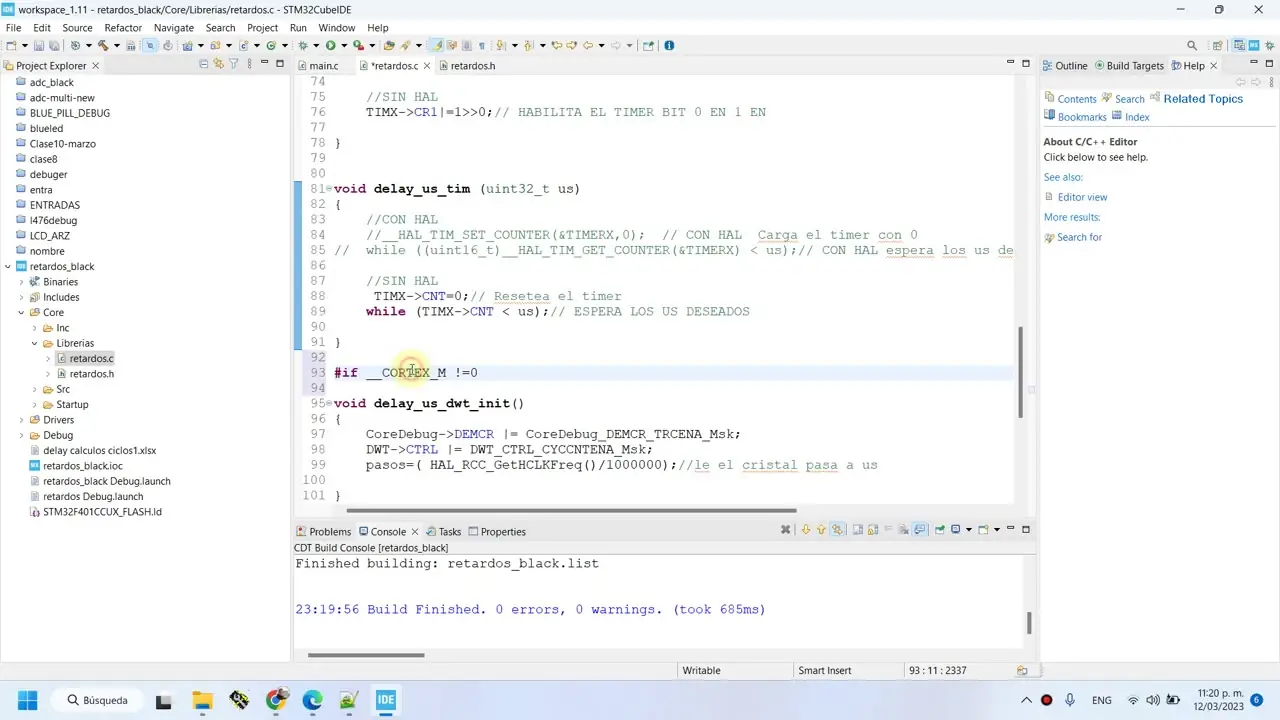 workspace_1.11 - retardos_black/Core/Librerias/retardos.c - STM32CubeIDE
File Edit Source Refactor Navigate Search Project Run Window Help
Project Explorer
adc_black
adc-multi-new
BLUE_PILL_DEBUG
blueled
Clase10-marzo
clase8
debuger
entra
ENTRADAS
l476debug
LCD_ARZ
nombre
retardos_black
Binaries
Includes
Core
Inc
Librerias
retardos.c
retardos.h
Src
Startup
Drivers
Debug
delay calculos ciclos1.xlsx
retardos_black.ioc
retardos_black Debug.launch
retardos Debug.launch
STM32F401CCUX_FLASH.ld
main.c *retardos.c retardos.h
74
75 //SIN HAL
76 TIMX->CR1|=1>>0;// HABILITA EL TIMER BIT 0 EN 1 EN
77
78 }
79
80
81 void delay_us_tim (uint32_t us)
82 {
83 //CON HAL
84 //__HAL_TIM_SET_COUNTER(&TIMERX,0); // CON HAL Carga el timer con 0
85 // while ((uint16_t)__HAL_TIM_GET_COUNTER(&TIMERX) < us);// CON HAL espera los us de
86
87 //SIN HAL
88 TIMX->CNT=0;// Resetea el timer
89 while (TIMX->CNT < us);// ESPERA LOS US DESEADOS
90
91 }
92
93 #if __CORTEX_M !=0
94
95 void delay_us_dwt_init()
96 {
97 CoreDebug->DEMCR |= CoreDebug_DEMCR_TRCENA_Msk;
98 DWT->CTRL |= DWT_CTRL_CYCCNTENA_Msk;
99 pasos=( HAL_RCC_GetHCLKFreq()/1000000);//le el cristal pasa a us
100
101 }
Problems Console Tasks Properties
CDT Build Console [retardos_black]
Finished building: retardos_black.list
23:19:56 Build Finished. 0 errors, 0 warnings. (took 685ms)
Outline Build Targets Help
Contents Search Related Topics
Bookmarks Index
About C/C++ Editor
Click below to see help.
See also:
Editor view
More results:
Search for
Writable Smart Insert 93 : 11 : 2337
Búsqueda
IDE
ENG
11:20 p. m.
12/03/2023
6